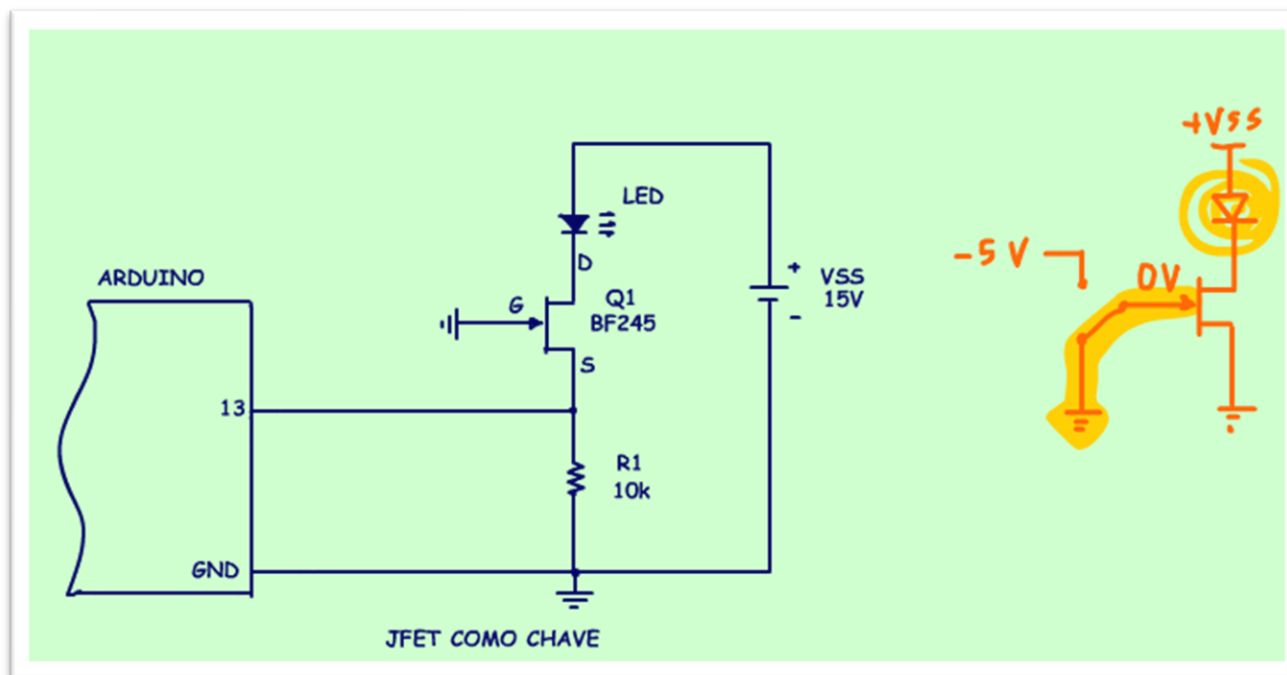 +VSS
LED
-5 V
0V
D
ARDUINO
+
VSS
15V
-
G
Q1
BF245
S
13
R1
10k
GND
JFET COMO CHAVE